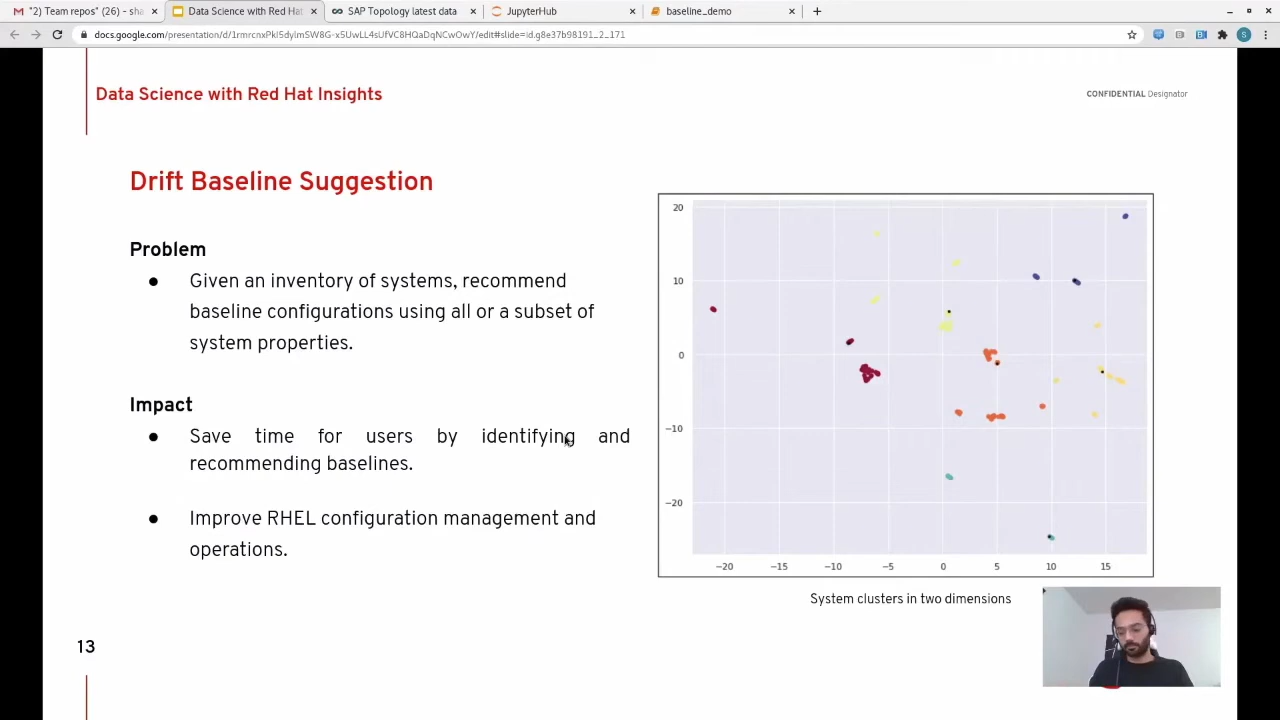 "2) Team repos" (26) - sha
Data Science with Red Hat
SAP Topology latest data
JupyterHub
baseline_demo
docs.google.com/presentation/d/1rmrcnxPkI5dylmSW8G-x5UwLL4sUfVC8HQaDqNCwOwY/edit#slide=id.g8e37b98191_2_171
S
Data Science with Red Hat Insights
CONFIDENTIAL Designator
Drift Baseline Suggestion
Problem
● Given an inventory of systems, recommend
baseline configurations using all or a subset of
system properties.
Impact
● Save time for users by identifying and
recommending baselines.
● Improve RHEL configuration management and
operations.
20
10
0
−10
−20
−20 −15 −10 −5 0 5 10 15
System clusters in two dimensions
13